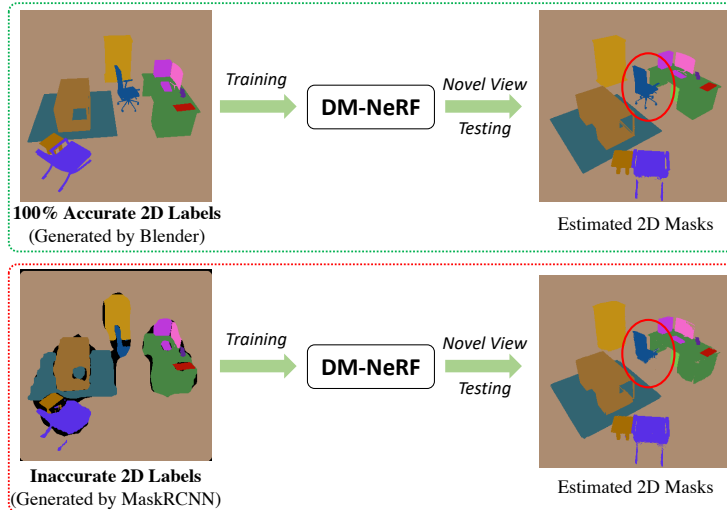 Training
DM-NeRF
Novel View
Testing
100% Accurate 2D Labels
(Generated by Blender)
Estimated 2D Masks
Training
DM-NeRF
Novel View
Testing
Inaccurate 2D Labels
(Generated by MaskRCNN)
Estimated 2D Masks